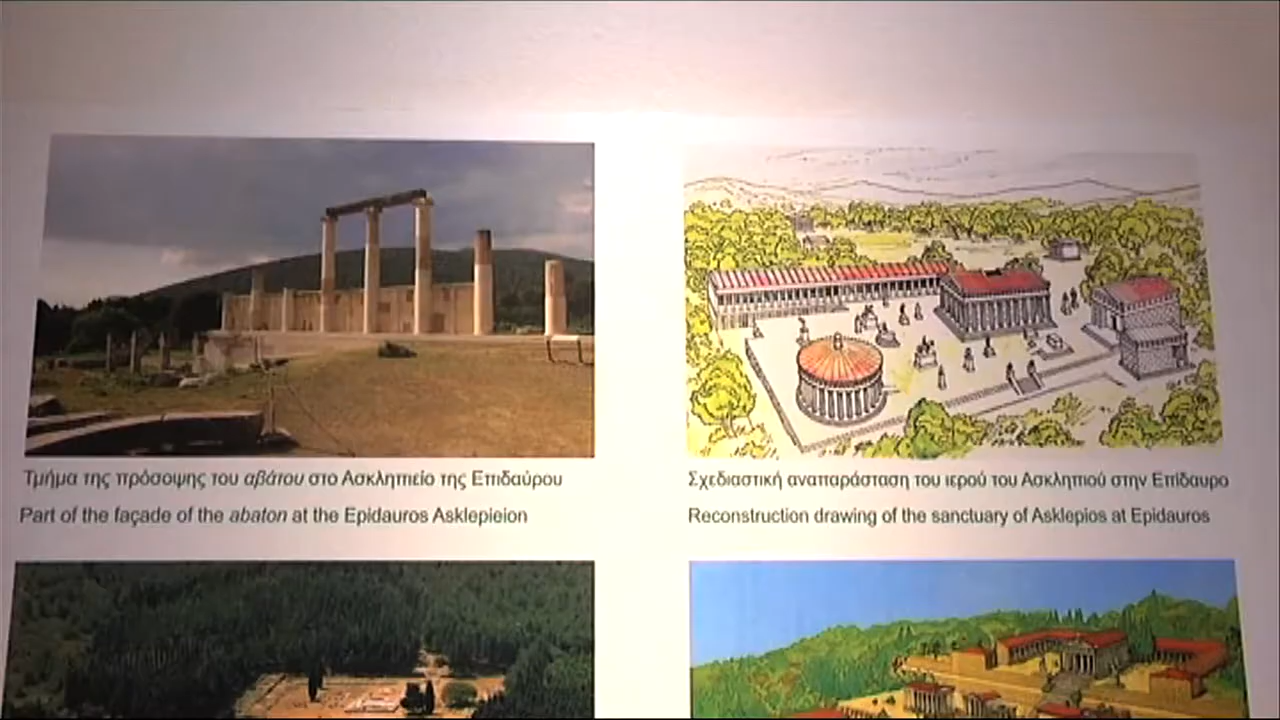 Τμήμα της πρόσοψης του αβάτου στο Ασκληπιείο της Επιδαύρου
Part of the façade of the abaton at the Epidauros Asklepieion
Σχεδιαστική αναπαράσταση του ιερού του Ασκληπιού στην Επίδαυρο
Reconstruction drawing of the sanctuary of Asklepios at Epidauros